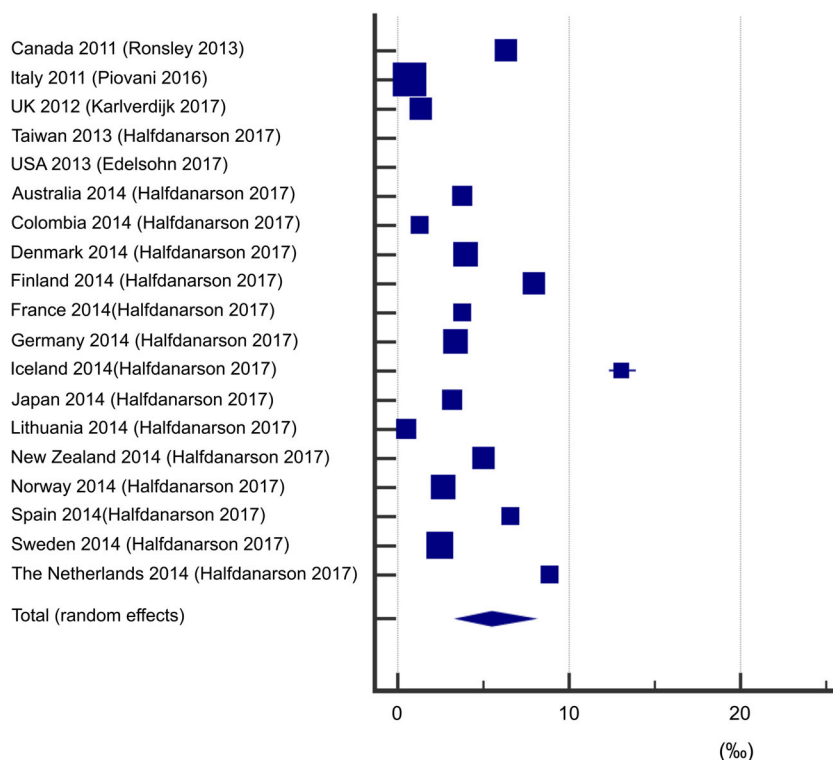 Canada 2011 (Ronsley 2013)
Italy 2011 (Piovani 2016)
UK 2012 (Karlverdijk 2017)
Taiwan 2013 (Halfdanarson 2017)
USA 2013 (Edelsohn 2017)
Australia 2014 (Halfdanarson 2017)
Colombia 2014 (Halfdanarson 2017)
Denmark 2014 (Halfdanarson 2017)
Finland 2014 (Halfdanarson 2017)
France 2014(Halfdanarson 2017)
Germany 2014 (Halfdanarson 2017)
Iceland 2014(Halfdanarson 2017)
Japan 2014 (Halfdanarson 2017)
Lithuania 2014 (Halfdanarson 2017)
New Zealand 2014 (Halfdanarson 2017)
Norway 2014 (Halfdanarson 2017)
Spain 2014(Halfdanarson 2017)
Sweden 2014 (Halfdanarson 2017)
The Netherlands 2014 (Halfdanarson 2017)
Total (random effects)
0 10 20
(‰)